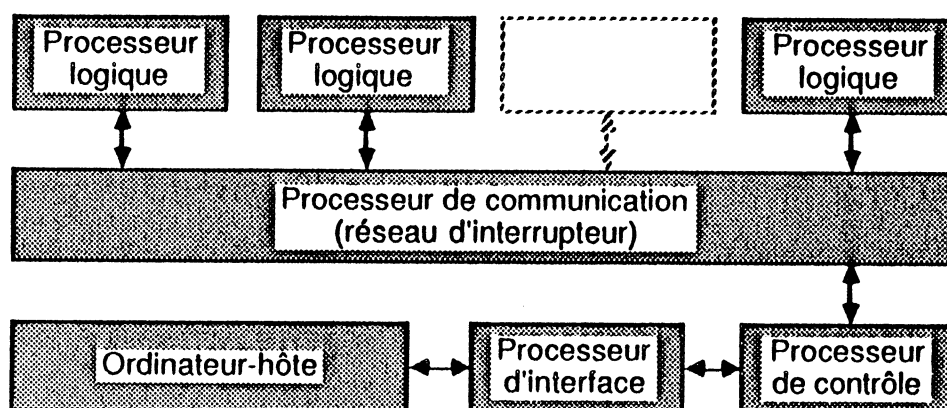 Processeur
logique
Processeur
logique
Processeur
logique
Processeur de communication
(réseau d'interrupteur)
Ordinateur-hôte
Processeur
d'interface
Processeur
de contrôle